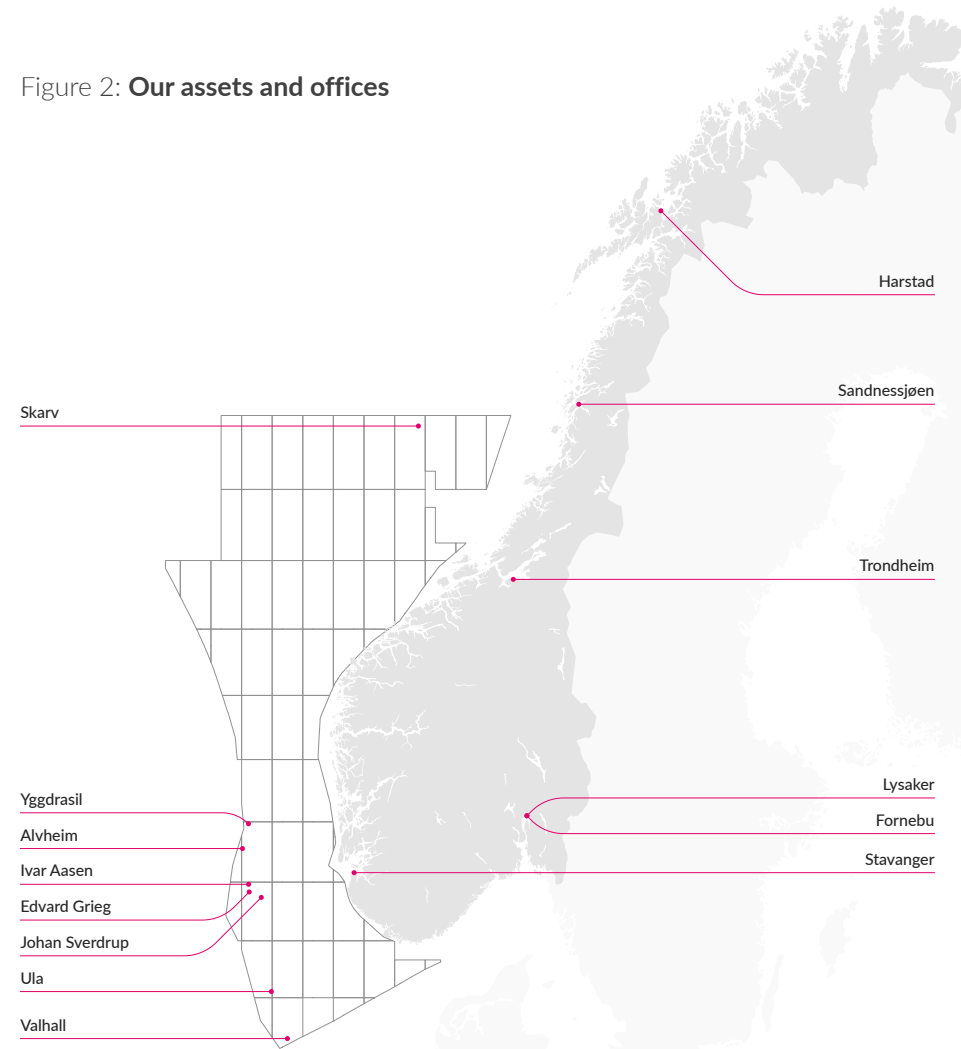 Figure 2: Our assets and offices
Harstad
Sandnessjøen
Skarv
Trondheim
Yggdrasil
Alvheim
Ivar Aasen
Edvard Grieg
Johan Sverdrup
Ula
Valhall
Lysaker
Fornebu
Stavanger